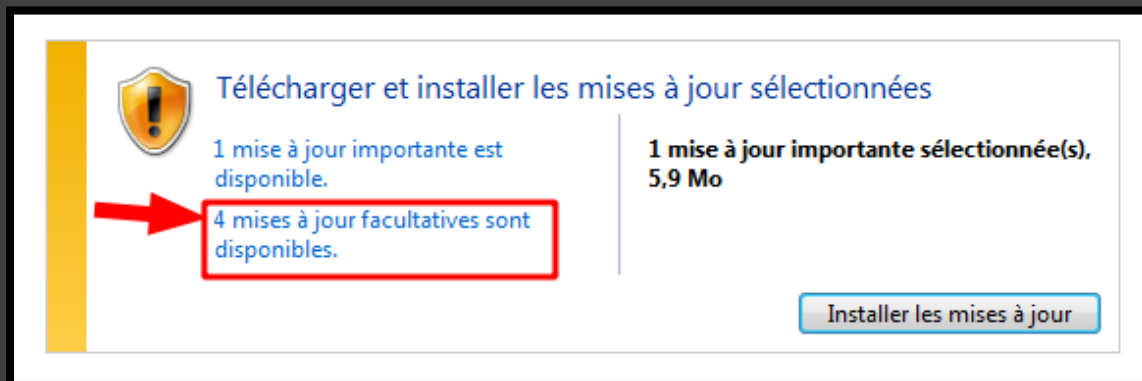 Télécharger et installer les mises à jour sélectionnées
1 mise à jour importante est
disponible.
4 mises à jour facultatives sont
disponibles.
1 mise à jour importante sélectionnée(s),
5,9 Mo
Installer les mises à jour